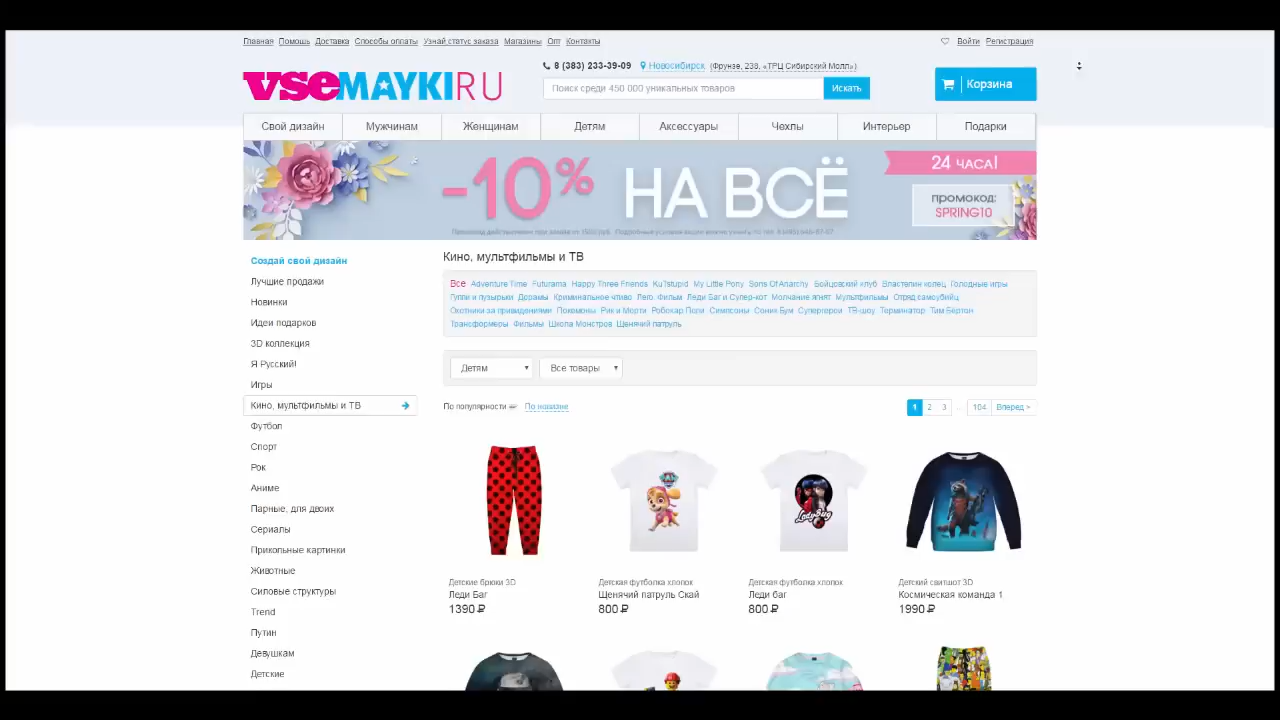 Главная Помощь Доставка Способы оплаты Узнай статус заказа Магазины Опт Контакты
Войти Регистрация
8 (383) 233-39-09 Новосибирск (Фрунзе, 238, «ТРЦ Сибирский Молл»)
VSEMAYKIRU
Поиск среди 450 000 уникальных товаров Искать
Корзина
Свой дизайн Мужчинам Женщинам Детям Аксессуары Чехлы Интерьер Подарки
-10% НА ВСЁ
24 ЧАСА!
ПРОМОКОД:
SPRING10
Создай свой дизайн
Лучшие продажи
Новинки
Идеи подарков
3D коллекция
Я Русский!
Игры
Кино, мультфильмы и ТВ
Футбол
Спорт
Рок
Аниме
Парные, для двоих
Сериалы
Прикольные картинки
Животные
Силовые структуры
Trend
Путин
Девушкам
Детские
Кино, мультфильмы и ТВ
Все Adventure Time Futurama Happy Three Friends KuTstupid My Little Pony Sons Of Anarchy Бойцовский клуб Властелин колец Голодные игры
Гуппи и пузырьки Дорамы Криминальное чтиво Лего. Фильм Леди Баг и Супер-кот Молчание ягнят Мультфильмы Отряд самоубийц
Охотники за привидениями Покемоны Рик и Морти Робокар Поли Симпсоны Соник Бум Супергерои ТВ-шоу Терминатор Тим Бёртон
Трансформеры Фильмы Школа Монстров Щенячий патруль
Детям Все товары
По популярности По новизне
1 2 3 ... 104 Вперед >
LadyBug
Детские брюки 3D
Леди Баг
1390 ₽
Детская футболка хлопок
Щенячий патруль Скай
800 ₽
Детская футболка хлопок
Леди баг
800 ₽
Детский свитшот 3D
Космическая команда 1
1990 ₽